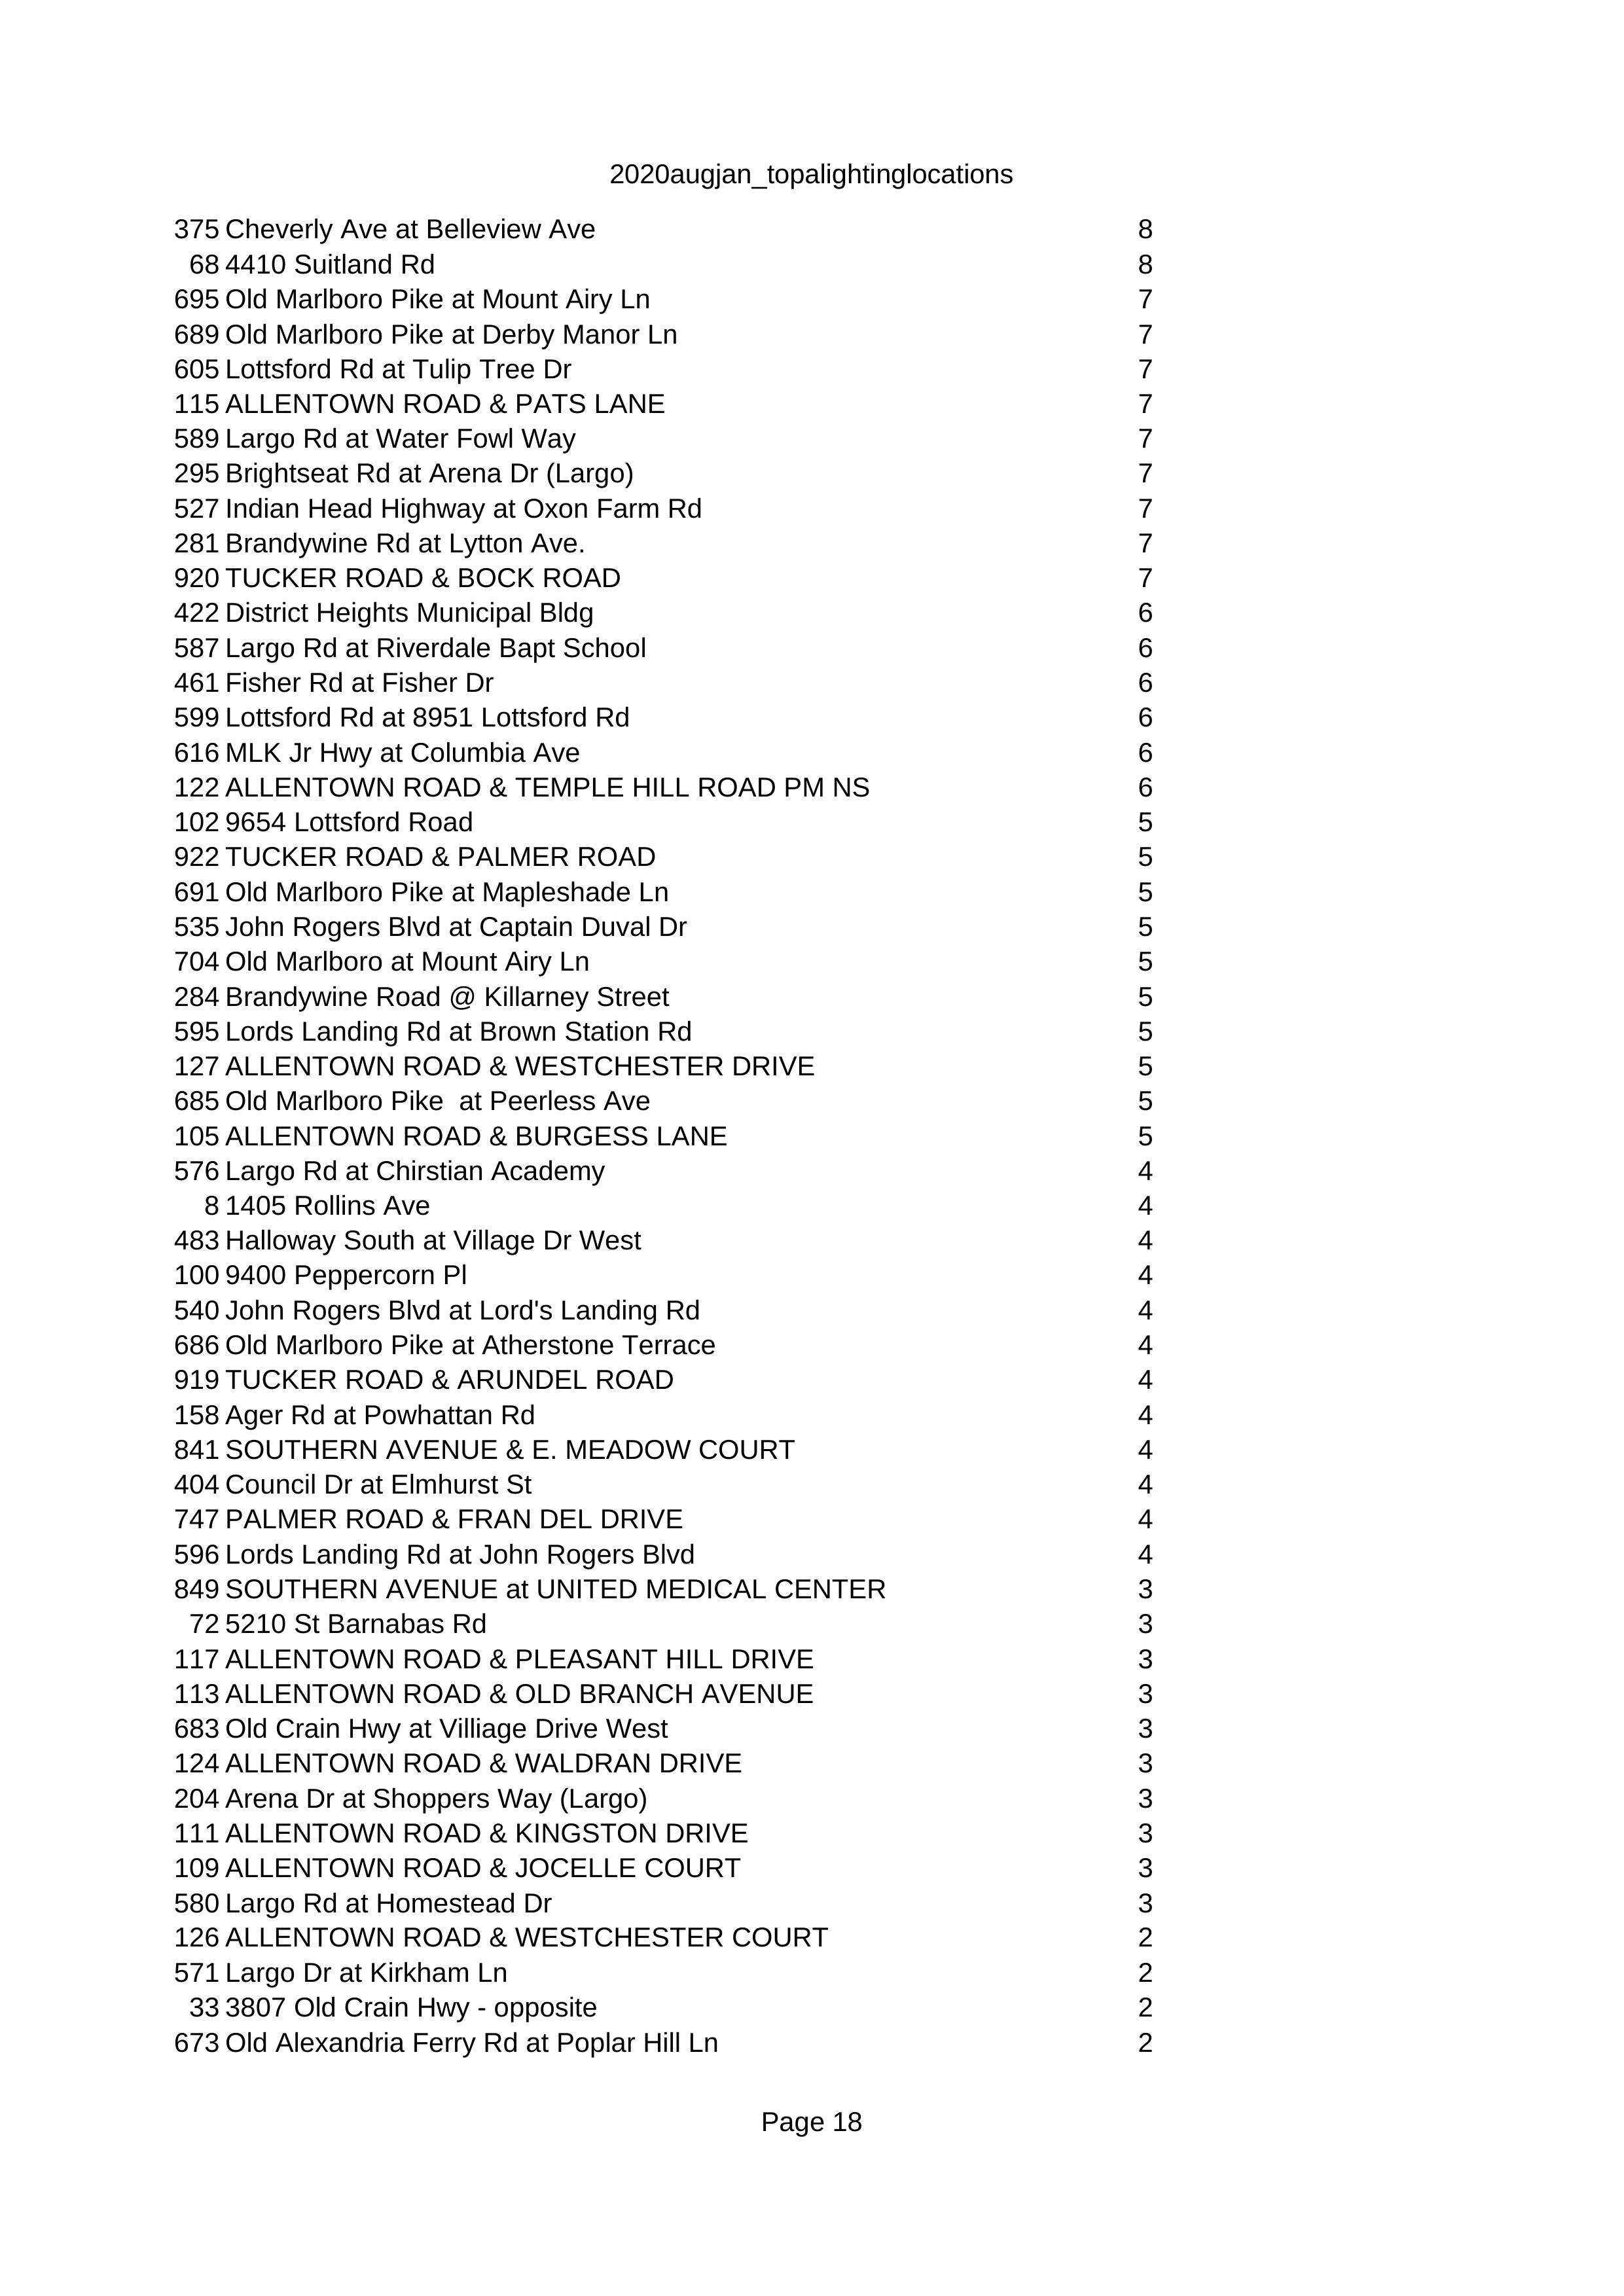 2020augjan_topalightinglocations
375 Cheverly Ave at Belleview Ave 8
68 4410 Suitland Rd 8
695 Old Marlboro Pike at Mount Airy Ln 7
689 Old Marlboro Pike at Derby Manor Ln 7
605 Lottsford Rd at Tulip Tree Dr 7
115 ALLENTOWN ROAD & PATS LANE 7
589 Largo Rd at Water Fowl Way 7
295 Brightseat Rd at Arena Dr (Largo) 7
527 Indian Head Highway at Oxon Farm Rd 7
281 Brandywine Rd at Lytton Ave. 7
920 TUCKER ROAD & BOCK ROAD 7
422 District Heights Municipal Bldg 6
587 Largo Rd at Riverdale Bapt School 6
461 Fisher Rd at Fisher Dr 6
599 Lottsford Rd at 8951 Lottsford Rd 6
616 MLK Jr Hwy at Columbia Ave 6
122 ALLENTOWN ROAD & TEMPLE HILL ROAD PM NS 6
102 9654 Lottsford Road 5
922 TUCKER ROAD & PALMER ROAD 5
691 Old Marlboro Pike at Mapleshade Ln 5
535 John Rogers Blvd at Captain Duval Dr 5
704 Old Marlboro at Mount Airy Ln 5
284 Brandywine Road @ Killarney Street 5
595 Lords Landing Rd at Brown Station Rd 5
127 ALLENTOWN ROAD & WESTCHESTER DRIVE 5
685 Old Marlboro Pike  at Peerless Ave 5
105 ALLENTOWN ROAD & BURGESS LANE 5
576 Largo Rd at Chirstian Academy 4
8 1405 Rollins Ave 4
483 Halloway South at Village Dr West 4
100 9400 Peppercorn Pl 4
540 John Rogers Blvd at Lord's Landing Rd 4
686 Old Marlboro Pike at Atherstone Terrace 4
919 TUCKER ROAD & ARUNDEL ROAD 4
158 Ager Rd at Powhattan Rd 4
841 SOUTHERN AVENUE & E. MEADOW COURT 4
404 Council Dr at Elmhurst St 4
747 PALMER ROAD & FRAN DEL DRIVE 4
596 Lords Landing Rd at John Rogers Blvd 4
849 SOUTHERN AVENUE at UNITED MEDICAL CENTER 3
72 5210 St Barnabas Rd 3
117 ALLENTOWN ROAD & PLEASANT HILL DRIVE 3
113 ALLENTOWN ROAD & OLD BRANCH AVENUE 3
683 Old Crain Hwy at Villiage Drive West 3
124 ALLENTOWN ROAD & WALDRAN DRIVE 3
204 Arena Dr at Shoppers Way (Largo) 3
111 ALLENTOWN ROAD & KINGSTON DRIVE 3
109 ALLENTOWN ROAD & JOCELLE COURT 3
580 Largo Rd at Homestead Dr 3
126 ALLENTOWN ROAD & WESTCHESTER COURT 2
571 Largo Dr at Kirkham Ln 2
33 3807 Old Crain Hwy - opposite 2
673 Old Alexandria Ferry Rd at Poplar Hill Ln 2
Page 18